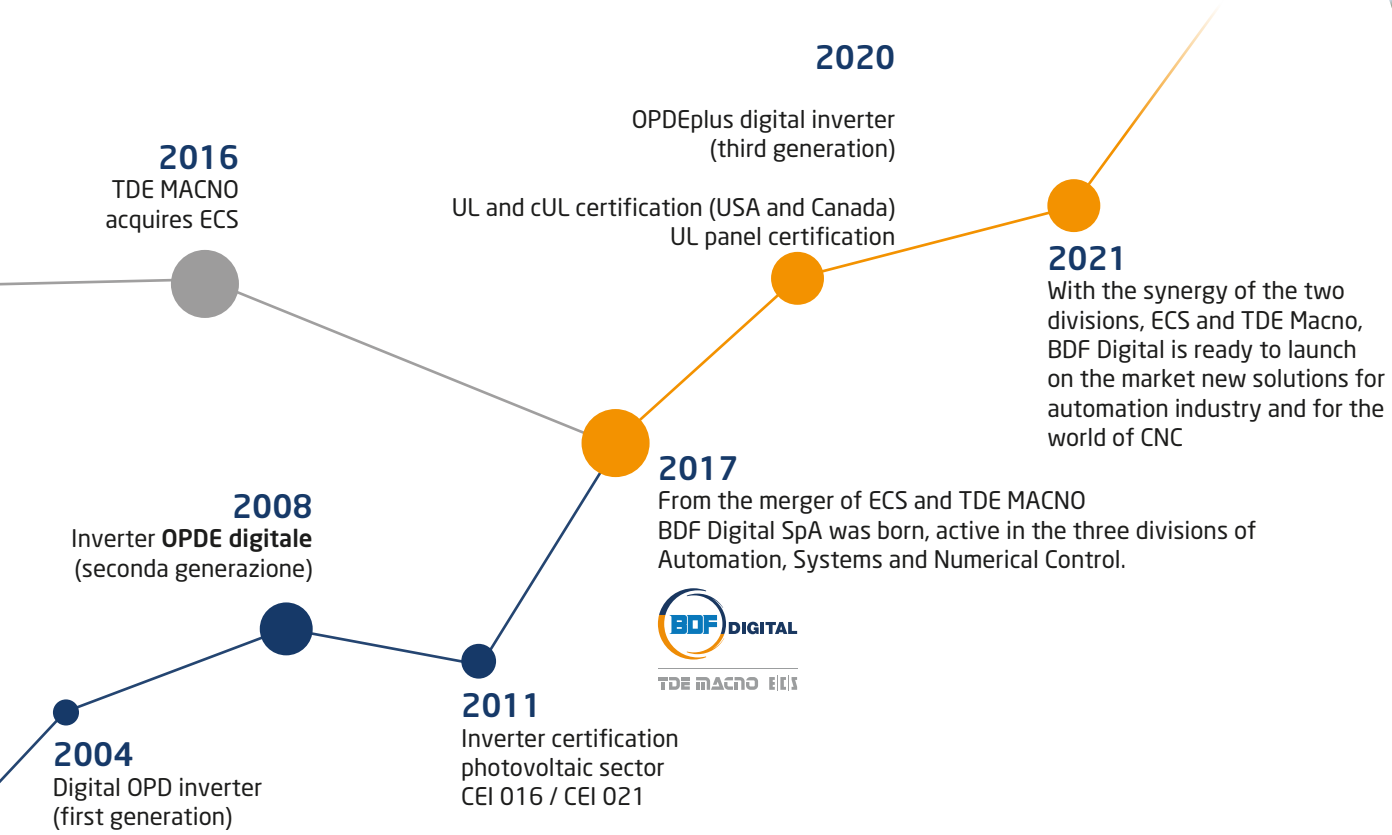 2020
OPDEplus digital inverter
(third generation)
UL and cUL certification (USA and Canada)
UL panel certification
2016
TDE MACNO
acquires ECS
2021
With the synergy of the two
divisions, ECS and TDE Macno,
BDF Digital is ready to launch
on the market new solutions for
automation industry and for the
world of CNC
2017
From the merger of ECS and TDE MACNO
BDF Digital SpA was born, active in the three divisions of
Automation, Systems and Numerical Control.
BDF DIGITAL
TDE MACNO ECS
2008
Inverter OPDE digitale
(seconda generazione)
2011
Inverter certification
photovoltaic sector
CEI 016 / CEI 021
2004
Digital OPD inverter
(first generation)